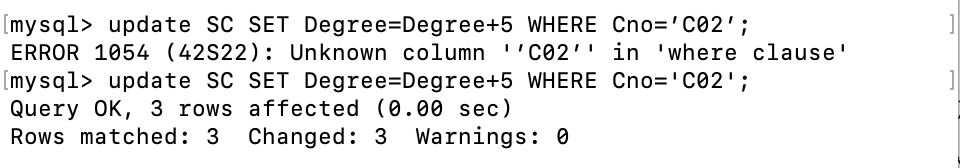 [mysql> update SC SET Degree=Degree+5 WHERE Cno=’C02’; ]
ERROR 1054 (42S22): Unknown column '’C02’' in 'where clause'
[mysql> update SC SET Degree=Degree+5 WHERE Cno='C02'; ]
Query OK, 3 rows affected (0.00 sec)
Rows matched: 3  Changed: 3  Warnings: 0